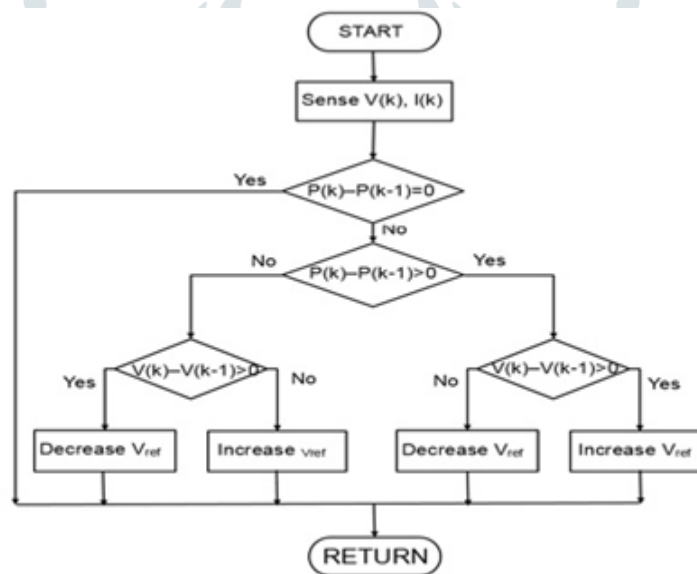 START
Sense V(k), I(k)
Yes
P(k)–P(k-1)=0
No
No
P(k)–P(k-1)>0
Yes
V(k)–V(k-1)>0
V(k)–V(k-1)>0
Yes
No
No
Yes
Decrease Vref
Increase Vref
Decrease Vref
Increase Vref
RETURN